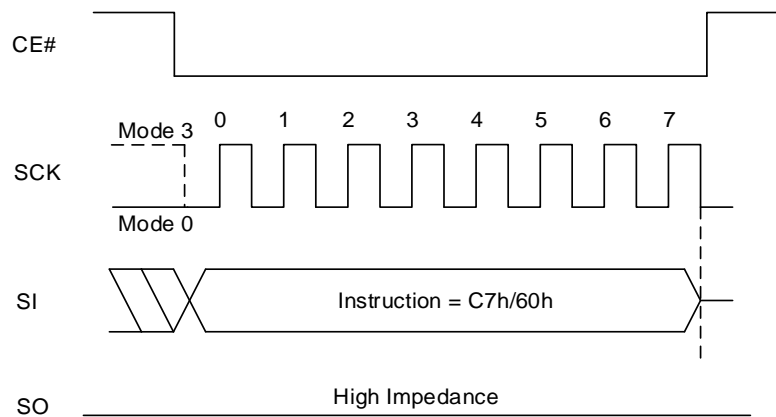 CE#
Mode 3
0 1 2 3 4 5 6 7
SCK
Mode 0
SI
Instruction = C7h/60h
SO
High Impedance